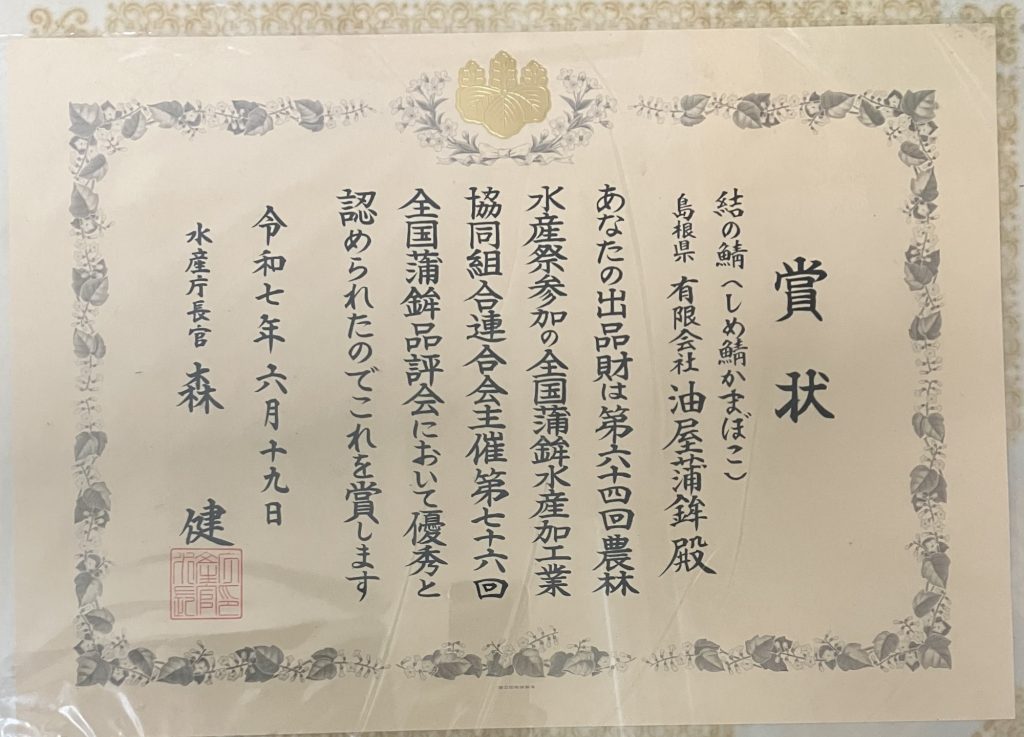 賞状
結の鯖(しめ鯖かまぼこ)
島根県 有限会社 油屋蒲鉾 殿
あなたの出品財は第六十四回農林
水産祭参加の全国蒲鉾水産加工業
協同組合連合会主催第七十六回
全国蒲鉾品評会において優秀と
認められたのでこれを賞します
令和七年六月十九日
水産庁長官 森 健